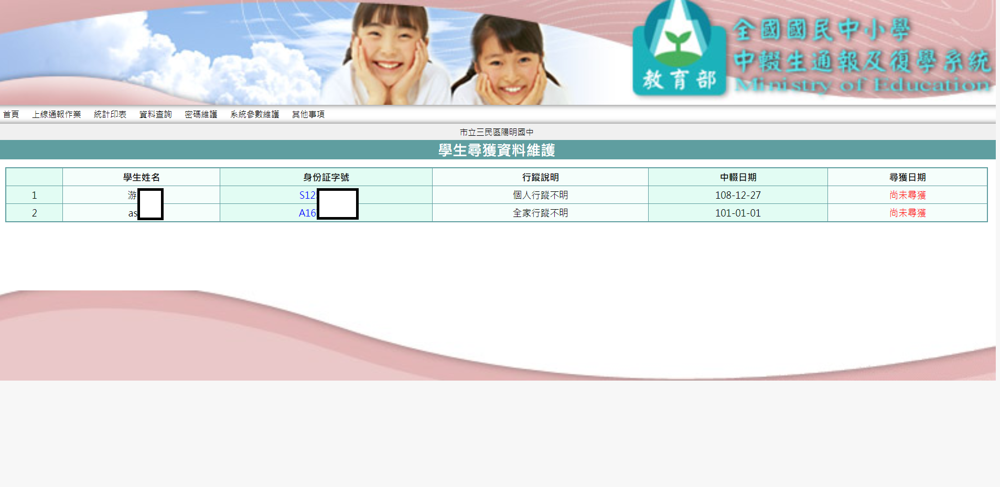 全國國民中小學
中輟生通報及復學系統
教育部 Ministry of Education
首頁 上線通報作業 統計印表 資料查詢 密碼維護 系統參數維護 其他事項
市立三民區陽明國中
學生尋獲資料維護
學生姓名 身份証字號 行蹤說明 中輟日期 尋獲日期
1 游 S12 個人行蹤不明 108-12-27 尚未尋獲
2 as A16 全家行蹤不明 101-01-01 尚未尋獲